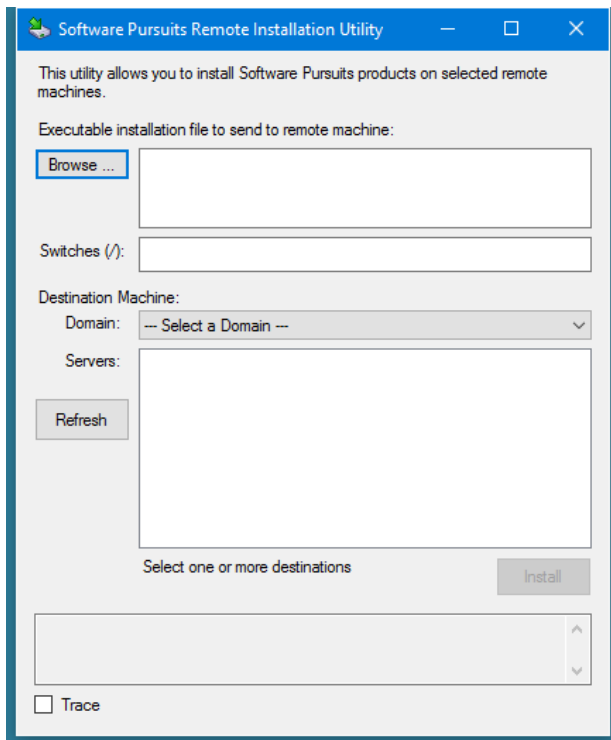 Software Pursuits Remote Installation Utility
This utility allows you to install Software Pursuits products on selected remote
machines.
Executable installation file to send to remote machine:
Browse ...
Switches (/):
Destination Machine:
Domain:
--- Select a Domain ---
Servers:
Refresh
Select one or more destinations
Install
Trace